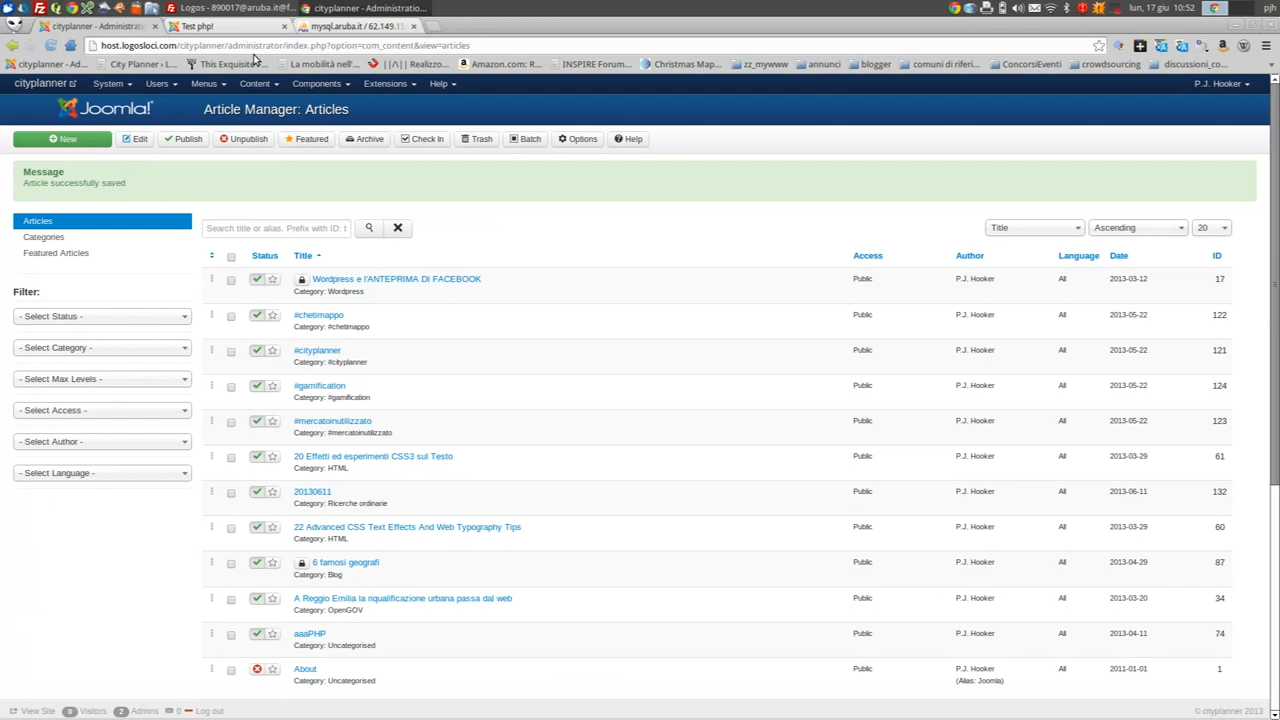 Logos - 890017@aruba.it@f... cityplanner - Administratio... lun, 17 giu 10:52 pjh
cityplanner - Administratio... Test php! mysql.aruba.it / 62.149.15...
host.logosloci.com/cityplanner/administrator/index.php?option=com_content&view=articles
cityplanner - Ad... City Planner - L... This Exquisite... La mobilità nell'... ||/\|| Realizzo... Amazon.com: R... INSPIRE Forum... Christmas Map... zz_mywww annunci blogger comuni di riferi... ConcorsiEventi crowdsourcing discussioni_co...
cityplanner System Users Menus Content Components Extensions Help P.J. Hooker
Joomla! Article Manager: Articles
New Edit Publish Unpublish Featured Archive Check In Trash Batch Options Help
Message
Article successfully saved
Articles
Categories
Featured Articles
Filter:
- Select Status -
- Select Category -
- Select Max Levels -
- Select Access -
- Select Author -
- Select Language -
Search title or alias. Prefix with ID: t Title Ascending 20
Status Title Access Author Language Date ID
Wordpress e l'ANTEPRIMA DI FACEBOOK Public P.J. Hooker All 2013-03-12 17
Category: Wordpress
#chetimappo Public P.J. Hooker All 2013-05-22 122
Category: #chetimappo
#cityplanner Public P.J. Hooker All 2013-05-22 121
Category: #cityplanner
#gamification Public P.J. Hooker All 2013-05-22 124
Category: #gamification
#mercatoinutilizzato Public P.J. Hooker All 2013-05-22 123
Category: #mercatoinutilizzato
20 Effetti ed esperimenti CSS3 sul Testo Public P.J. Hooker All 2013-03-29 61
Category: HTML
20130611 Public P.J. Hooker All 2013-06-11 132
Category: Ricerche ordinarie
22 Advanced CSS Text Effects And Web Typography Tips Public P.J. Hooker All 2013-03-29 60
Category: HTML
6 famosi geografi Public P.J. Hooker All 2013-04-29 87
Category: Blog
A Reggio Emilia la riqualificazione urbana passa dal web Public P.J. Hooker All 2013-03-20 34
Category: OpenGOV
aaaPHP Public P.J. Hooker All 2013-04-11 74
Category: Uncategorised
About Public P.J. Hooker All 2011-01-01 1
Category: Uncategorised (Alias: Joomla)
View Site 0 Visitors 2 Admins 0 Log out © cityplanner 2013